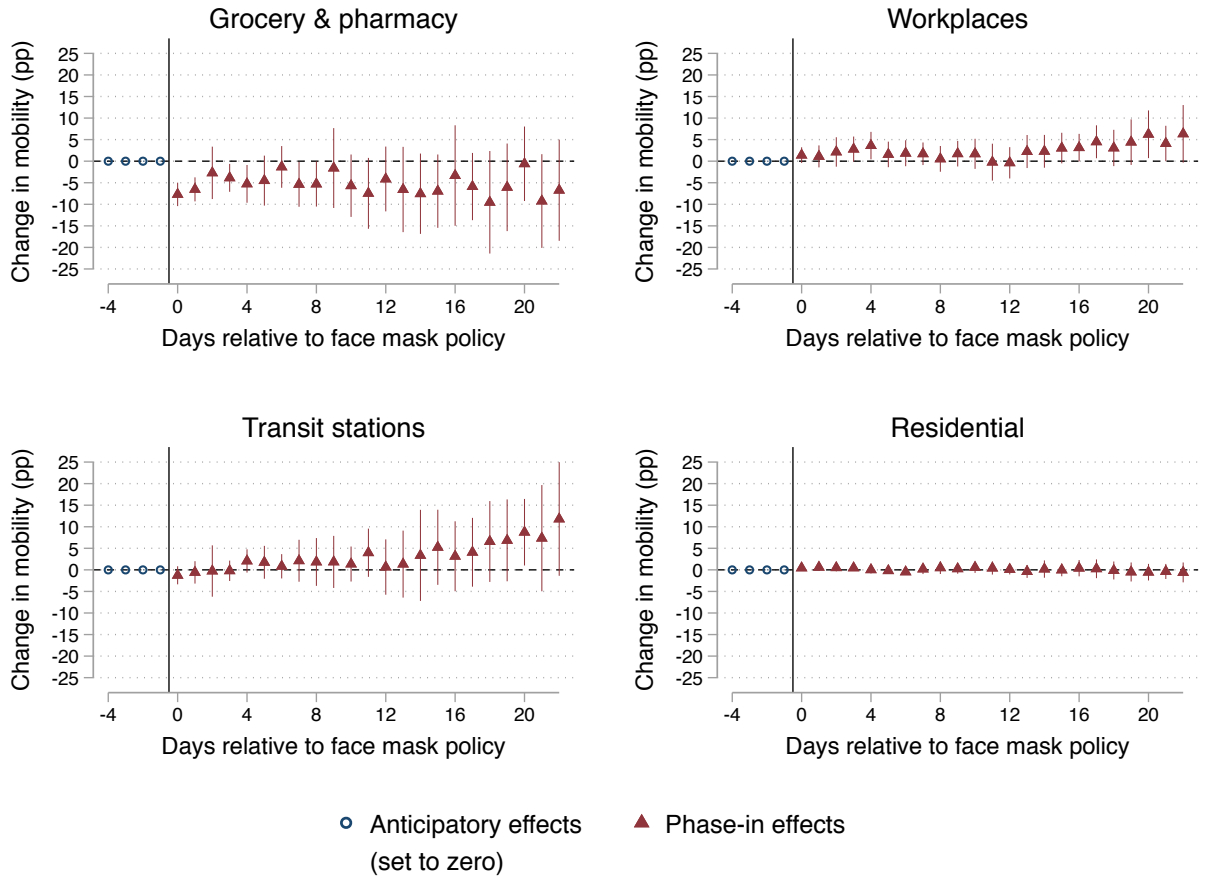 Grocery & pharmacy
Change in mobility (pp)
25
20
15
10
5
0
-5
-10
-15
-20
-25
-4 0 4 8 12 16 20
Days relative to face mask policy
Workplaces
Change in mobility (pp)
25
20
15
10
5
0
-5
-10
-15
-20
-25
-4 0 4 8 12 16 20
Days relative to face mask policy
Transit stations
Change in mobility (pp)
25
20
15
10
5
0
-5
-10
-15
-20
-25
-4 0 4 8 12 16 20
Days relative to face mask policy
Residential
Change in mobility (pp)
25
20
15
10
5
0
-5
-10
-15
-20
-25
-4 0 4 8 12 16 20
Days relative to face mask policy
Anticipatory effects
(set to zero)
Phase-in effects